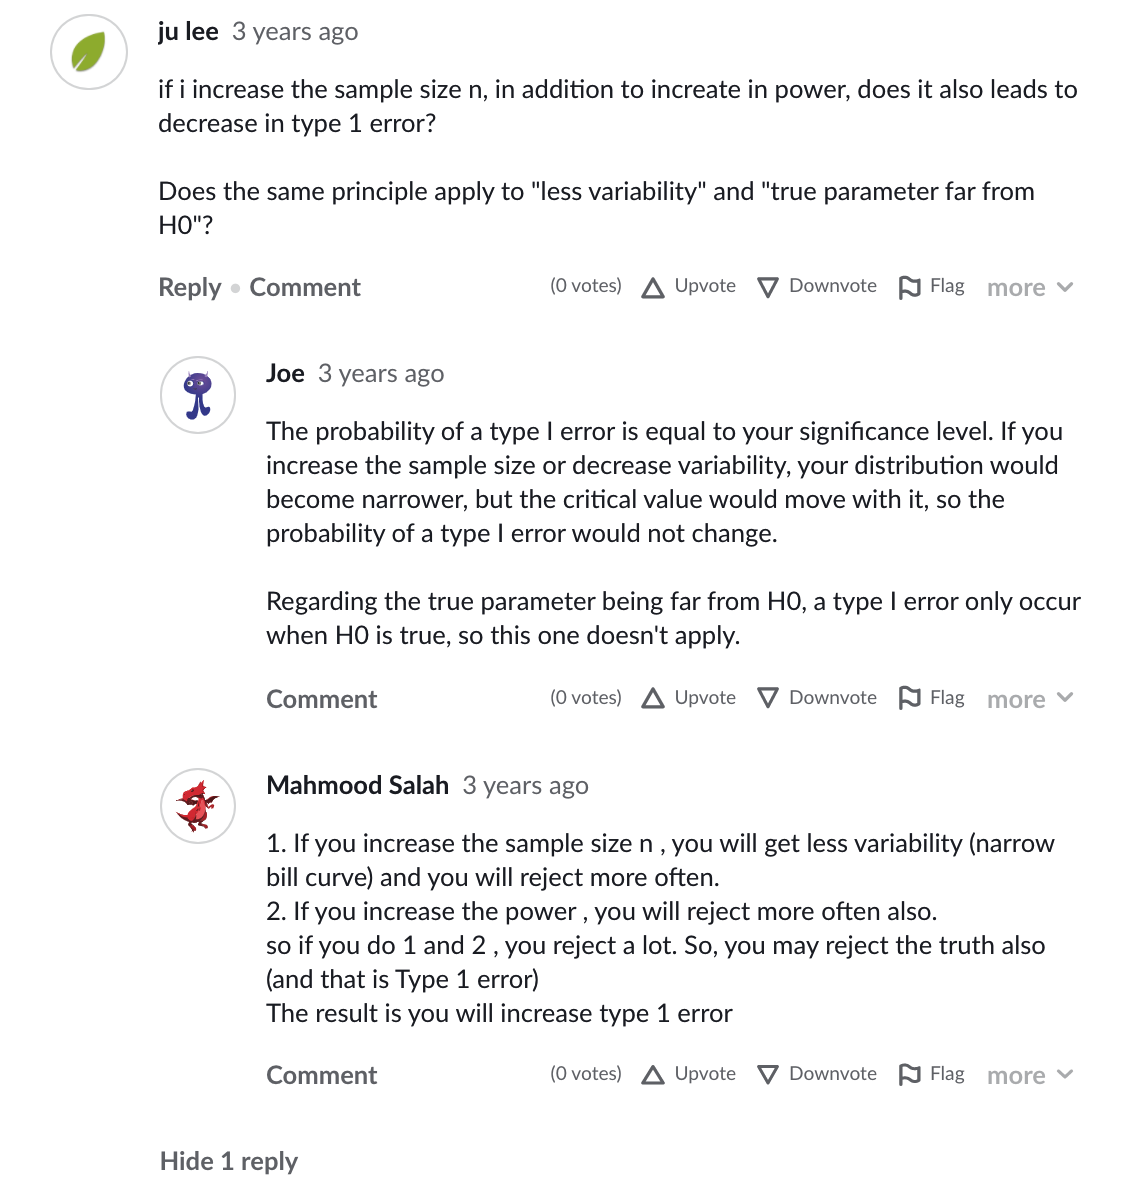 ju lee 3 years ago
if i increase the sample size n, in addition to increate in power, does it also leads to
decrease in type 1 error?
Does the same principle apply to "less variability" and "true parameter far from
H0"?
Reply • Comment (0 votes) Upvote Downvote Flag more
Joe 3 years ago
The probability of a type I error is equal to your significance level. If you
increase the sample size or decrease variability, your distribution would
become narrower, but the critical value would move with it, so the
probability of a type I error would not change.
Regarding the true parameter being far from H0, a type I error only occur
when H0 is true, so this one doesn't apply.
Comment (0 votes) Upvote Downvote Flag more
Mahmood Salah 3 years ago
1. If you increase the sample size n , you will get less variability (narrow
bill curve) and you will reject more often.
2. If you increase the power , you will reject more often also.
so if you do 1 and 2 , you reject a lot. So, you may reject the truth also
(and that is Type 1 error)
The result is you will increase type 1 error
Comment (0 votes) Upvote Downvote Flag more
Hide 1 reply